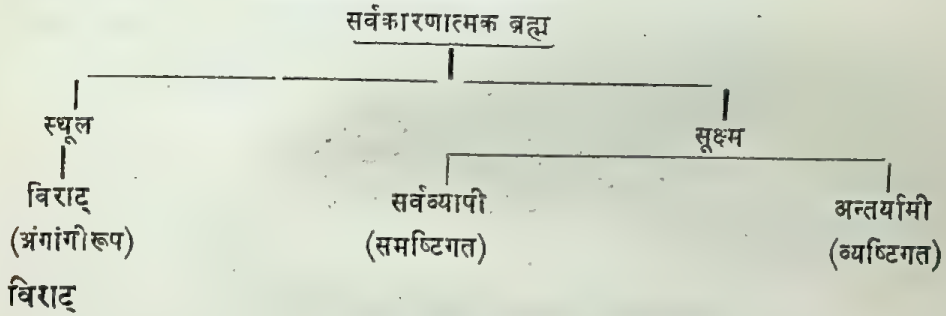 सर्वकारणात्मक ब्रह्म
स्थूल सूक्ष्म
विराट् सर्वव्यापी अन्तर्यामी
(अंगांगीरूप) (समष्टिगत) (व्यष्टिगत)
विराट्